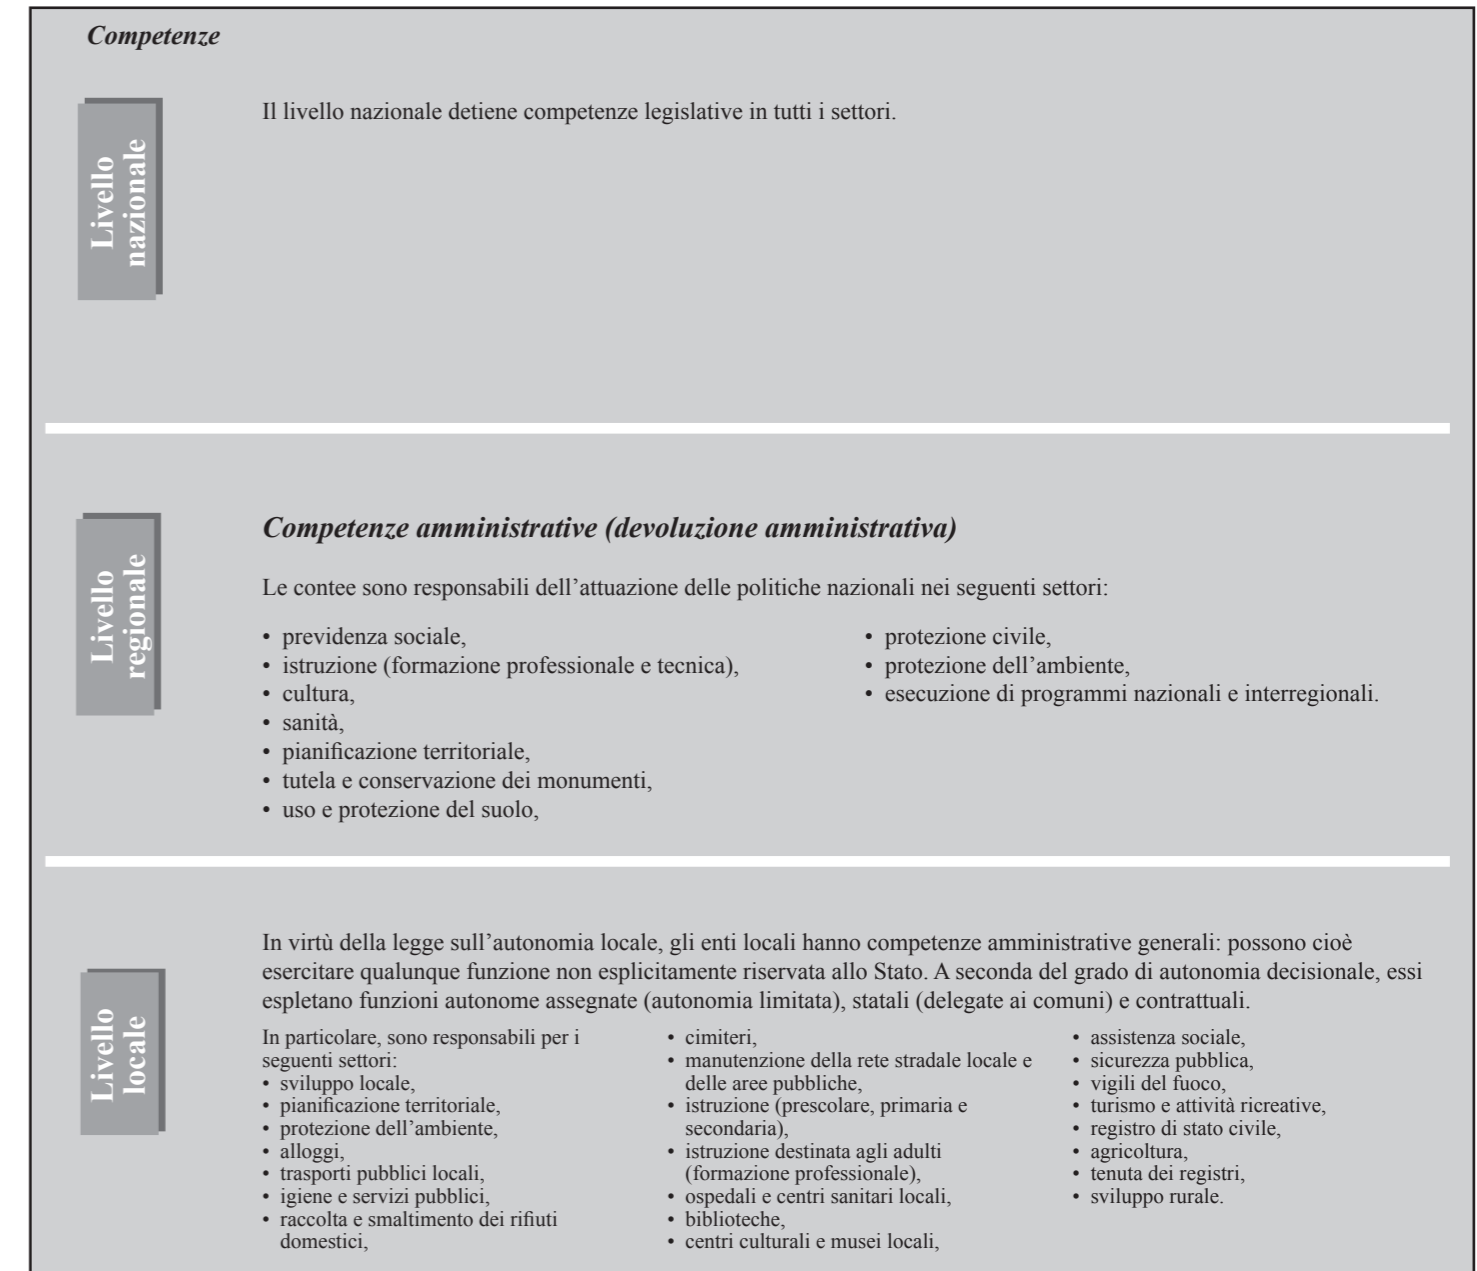 Competenze
Livello
nazionale
Il livello nazionale detiene competenze legislative in tutti i settori.
Livello
regionale
Competenze amministrative (devoluzione amministrativa)
Le contee sono responsabili dell’attuazione delle politiche nazionali nei seguenti settori:
• previdenza sociale,
• istruzione (formazione professionale e tecnica),
• cultura,
• sanità,
• pianificazione territoriale,
• tutela e conservazione dei monumenti,
• uso e protezione del suolo,
• protezione civile,
• protezione dell’ambiente,
• esecuzione di programmi nazionali e interregionali.
Livello
locale
In virtù della legge sull’autonomia locale, gli enti locali hanno competenze amministrative generali: possono cioè
esercitare qualunque funzione non esplicitamente riservata allo Stato. A seconda del grado di autonomia decisionale, essi
espletano funzioni autonome assegnate (autonomia limitata), statali (delegate ai comuni) e contrattuali.
In particolare, sono responsabili per i
seguenti settori:
• sviluppo locale,
• pianificazione territoriale,
• protezione dell’ambiente,
• alloggi,
• trasporti pubblici locali,
• igiene e servizi pubblici,
• raccolta e smaltimento dei rifiuti
domestici,
• cimiteri,
• manutenzione della rete stradale locale e
delle aree pubbliche,
• istruzione (prescolare, primaria e
secondaria),
• istruzione destinata agli adulti
(formazione professionale),
• ospedali e centri sanitari locali,
• biblioteche,
• centri culturali e musei locali,
• assistenza sociale,
• sicurezza pubblica,
• vigili del fuoco,
• turismo e attività ricreative,
• registro di stato civile,
• agricoltura,
• tenuta dei registri,
• sviluppo rurale.